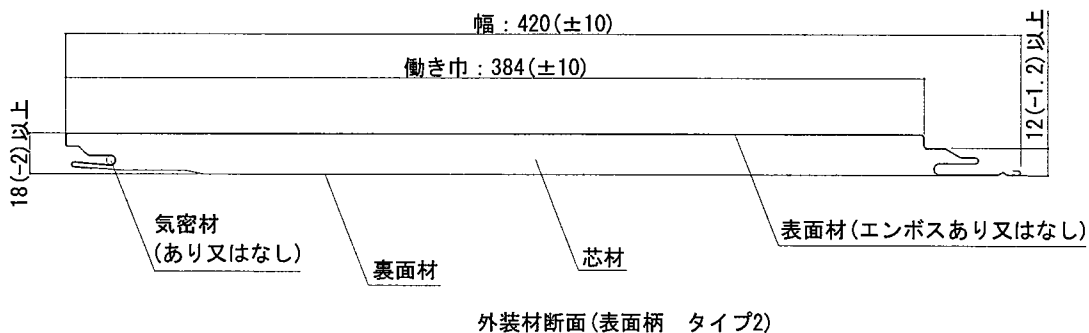 幅：420(±10)
働き巾：384(±10)
12(-1.2)以上
18(-2)以上
気密材
(あり又はなし)
裏面材
芯材
表面材(エンボスあり又はなし)
外装材断面(表面柄　タイプ2)